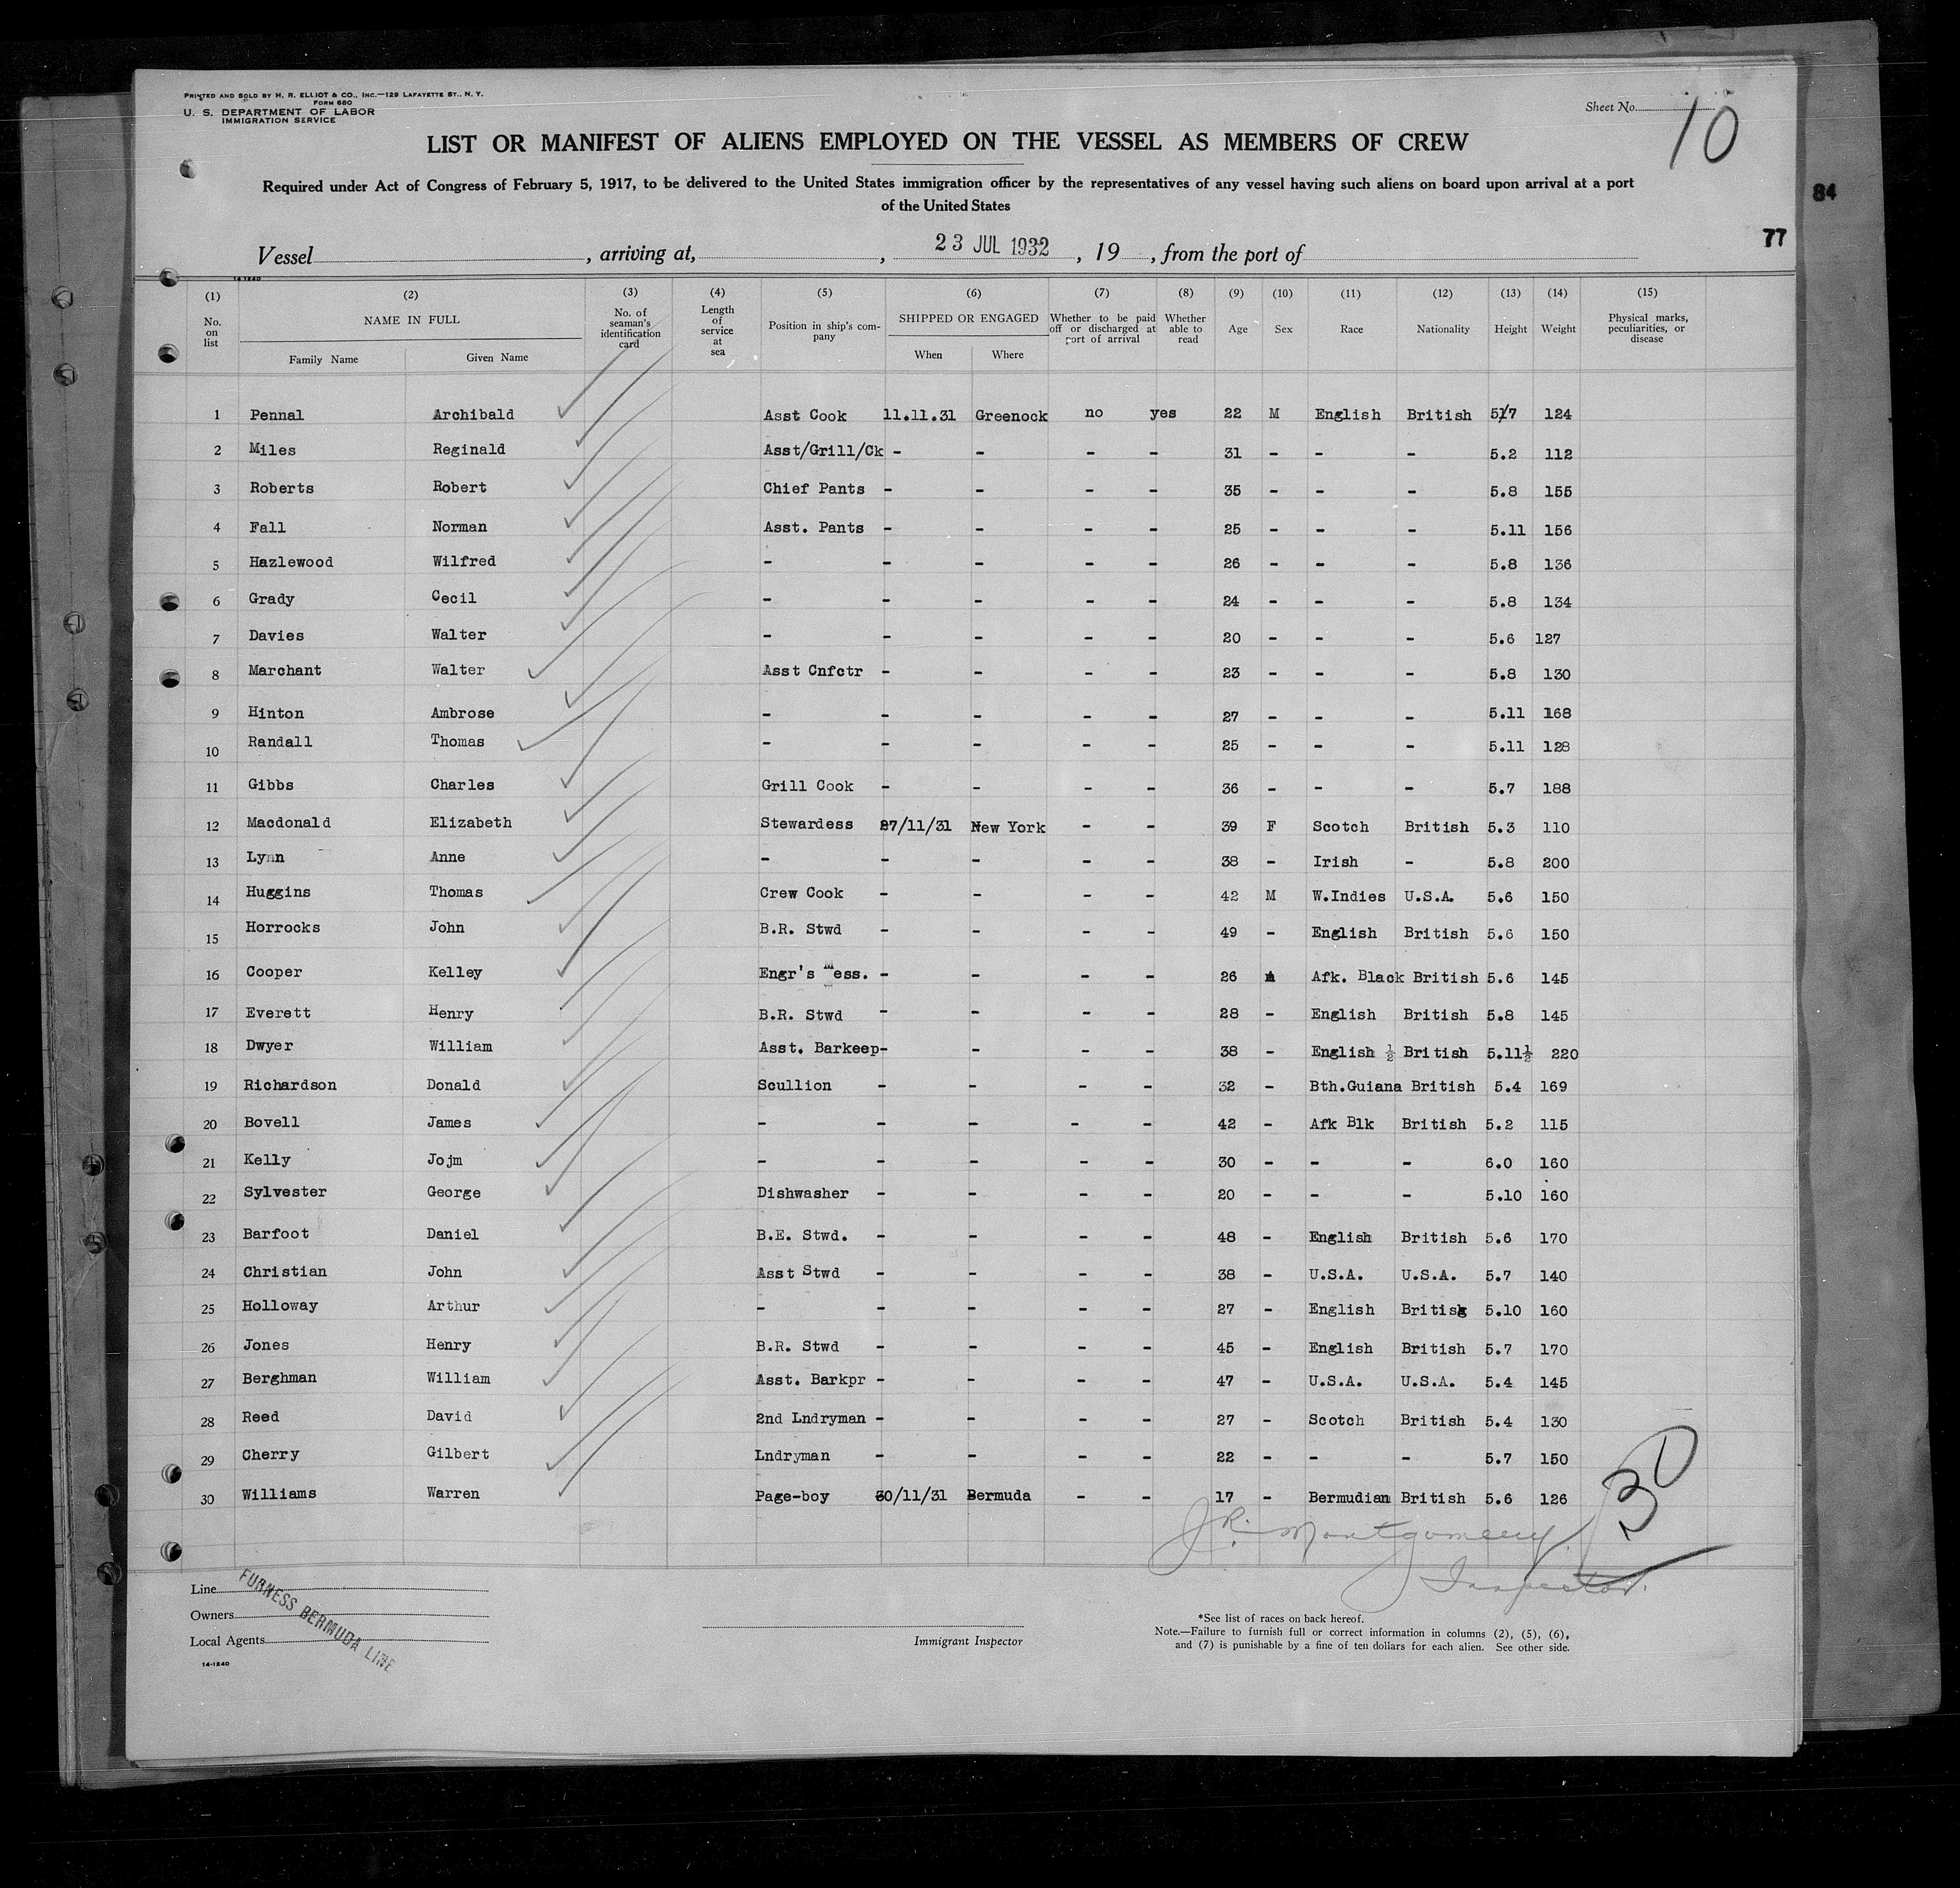 PRINTED AND SOLD BY H. R. ELLIOT & CO., INC.—129 LAFAYETTE ST., N. Y.
FORM 680
U. S. DEPARTMENT OF LABOR
IMMIGRATION SERVICE
Sheet No. 10
LIST OR MANIFEST OF ALIENS EMPLOYED ON THE VESSEL AS MEMBERS OF CREW
Required under Act of Congress of February 5, 1917, to be delivered to the United States immigration officer by the representatives of any vessel having such aliens on board upon arrival at a port
of the United States
84
77
Vessel , arriving at, , 23 JUL 1932 , 19 , from the port of
14-1240
(1) No. on list (2) NAME IN FULL Family Name Given Name (3) No. of seaman's identification card (4) Length of service at sea (5) Position in ship's company (6) SHIPPED OR ENGAGED When Where (7) Whether to be paid off or discharged at port of arrival (8) Whether able to read (9) Age (10) Sex (11) Race (12) Nationality (13) Height (14) Weight (15) Physical marks, peculiarities, or disease
1 Pennal Archibald Asst Cook 11.11.31 Greenock no yes 22 M English British 5/7 124
2 Miles Reginald Asst/Grill/Ck - - - - 31 - - - 5.2 112
3 Roberts Robert Chief Pants - - - - 35 - - - 5.8 155
4 Fall Norman Asst. Pants - - - - 25 - - - 5.11 156
5 Hazlewood Wilfred - - - - - 26 - - - 5.8 136
6 Grady Cecil - - - - - 24 - - - 5.8 134
7 Davies Walter - - - - - 20 - - - 5.6 127
8 Marchant Walter Asst Cnfctr - - - - 23 - - - 5.8 130
9 Hinton Ambrose - - - - - 27 - - - 5.11 168
10 Randall Thomas - - - - - 25 - - - 5.11 128
11 Gibbs Charles Grill Cook - - - - 36 - - - 5.7 188
12 Macdonald Elizabeth Stewardess 27/11/31 New York - - 39 F Scotch British 5.3 110
13 Lynn Anne - - - - - 38 - Irish - 5.8 200
14 Huggins Thomas Crew Cook - - - - 42 M W.Indies U.S.A. 5.6 150
15 Horrocks John B.R. Stwd - - - - 49 - English British 5.6 150
16 Cooper Kelley Engr's Mess. - - - - 26 Afk. Black British 5.6 145
17 Everett Henry B.R. Stwd - - - - 28 - English British 5.8 145
18 Dwyer William Asst. Barkeep- - - - 38 - English ½ British 5.11½ 220
19 Richardson Donald Scullion - - - - 32 - Bth.Guiana British 5.4 169
20 Bovell James - - - - - 42 - Afk Blk British 5.2 115
21 Kelly Jojm - - - - - 30 - - - 6.0 160
22 Sylvester George Dishwasher - - - - 20 - - - 5.10 160
23 Barfoot Daniel B.E. Stwd. - - - - 48 - English British 5.6 170
24 Christian John Asst Stwd - - - - 38 - U.S.A. U.S.A. 5.7 140
25 Holloway Arthur - - - - - 27 - English Britisg 5.10 160
26 Jones Henry B.R. Stwd - - - - 45 - English British 5.7 170
27 Berghman William Asst. Barkpr - - - - 47 - U.S.A. U.S.A. 5.4 145
28 Reed David 2nd Lndryman - - - - 27 - Scotch British 5.4 130
29 Cherry Gilbert Lndryman - - - - 22 - - - 5.7 150
30 Williams Warren Page-boy 30/11/31 Bermuda - - 17 - Bermudian British 5.6 126
30
J.R. Montgomery
Inspector.
Line
Owners
Local Agents
FURNESS BERMUDA LINE
14-1240
Immigrant Inspector
*See list of races on back hereof.
Note.—Failure to furnish full or correct information in columns (2), (5), (6),
and (7) is punishable by a fine of ten dollars for each alien. See other side.